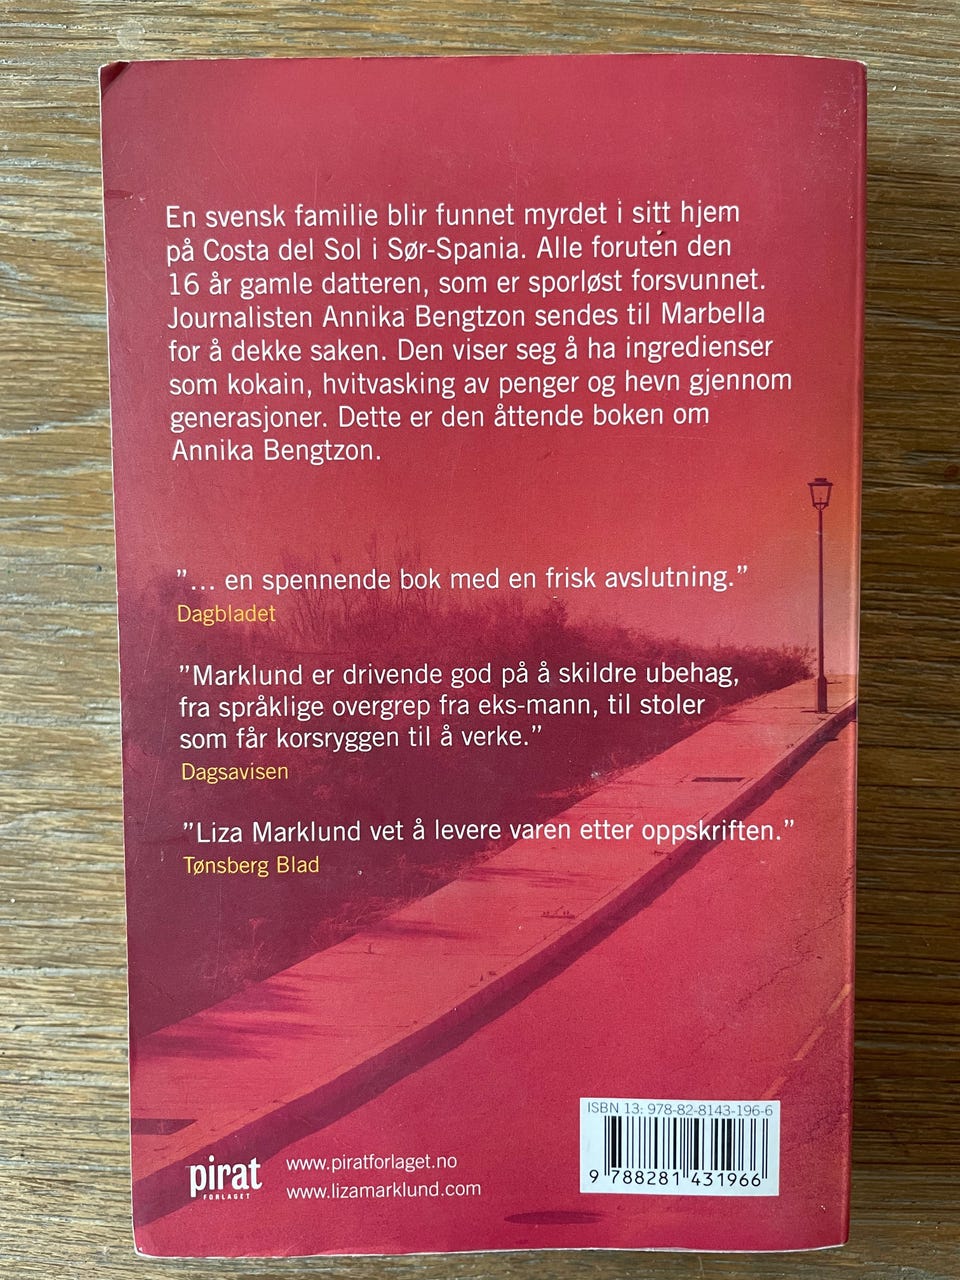 En svensk familie blir funnet myrdet i sitt hjem
på Costa del Sol i Sør-Spania. Alle foruten den
16 år gamle datteren, som er sporløst forsvunnet.
Journalisten Annika Bengtzon sendes til Marbella
for å dekke saken. Den viser seg å ha ingredienser
som kokain, hvitvasking av penger og hevn gjennom
generasjoner. Dette er den åttende boken om
Annika Bengtzon.
”... en spennende bok med en frisk avslutning.”
Dagbladet
”Marklund er drivende god på å skildre ubehag,
fra språklige overgrep fra eks-mann, til stoler
som får korsryggen til å verke.”
Dagsavisen
”Liza Marklund vet å levere varen etter oppskriften.”
Tønsberg Blad
ISBN 13: 978-82-8143-196-6
9 788281 431966
pirat
FORLAGET
www.piratforlaget.no
www.lizamarklund.com